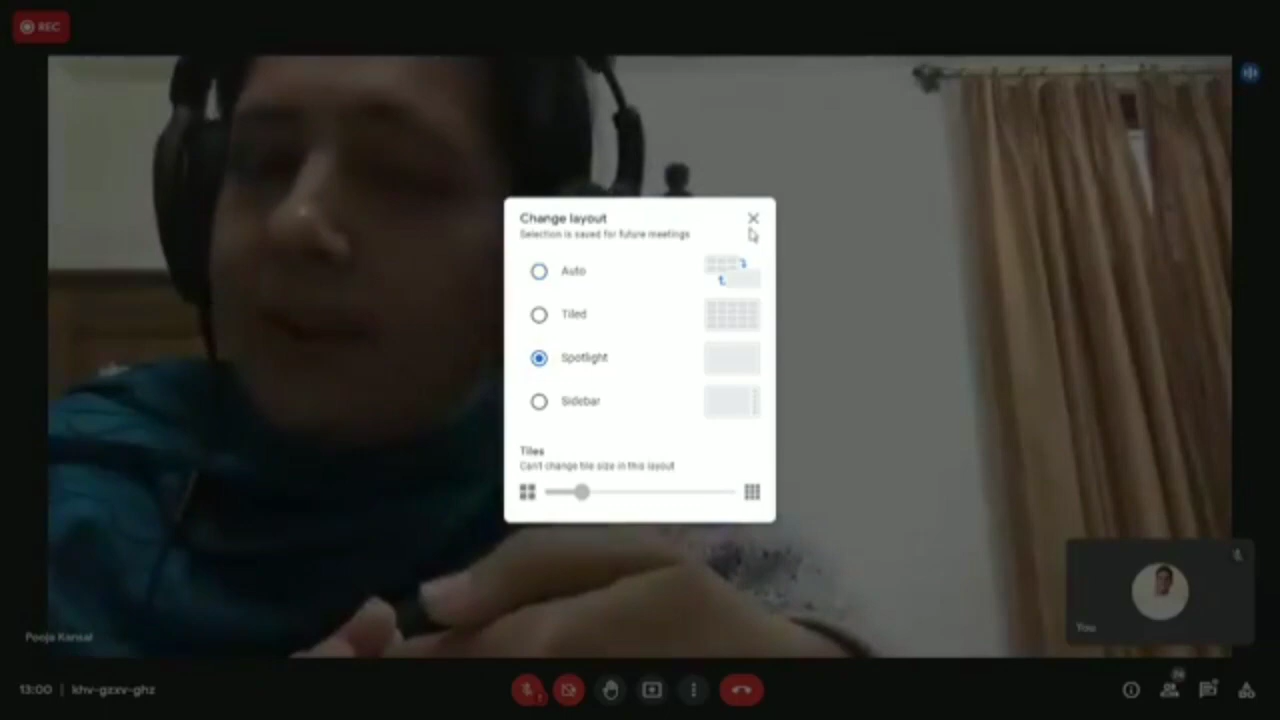 REC
Change layout
Selection is saved for future meetings
Auto
Tiled
Spotlight
Sidebar
Tiles
Can't change tile size in this layout
You
Pooja Kansal
13:00 | khv-gzxv-ghz